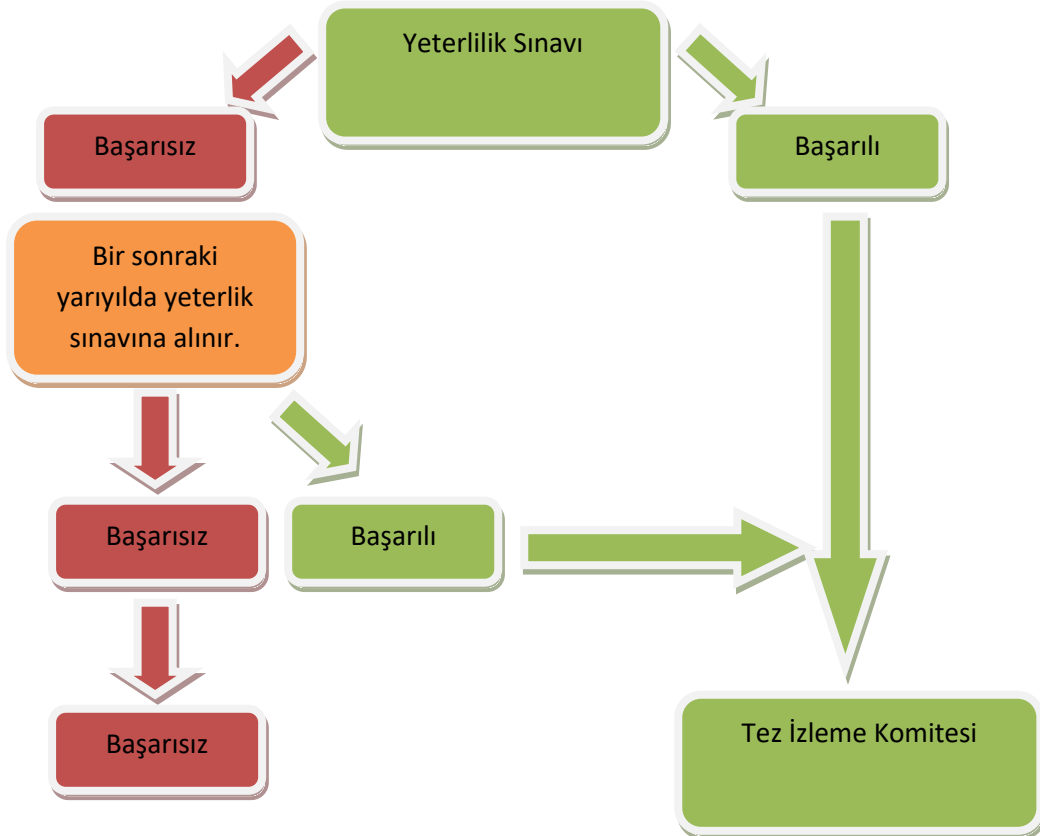 Yeterlilik Sınavı
Başarısız
Başarılı
Bir sonraki
yarıyılda yeterlik
sınavına alınır.
Başarısız
Başarılı
Başarısız
Tez İzleme Komitesi